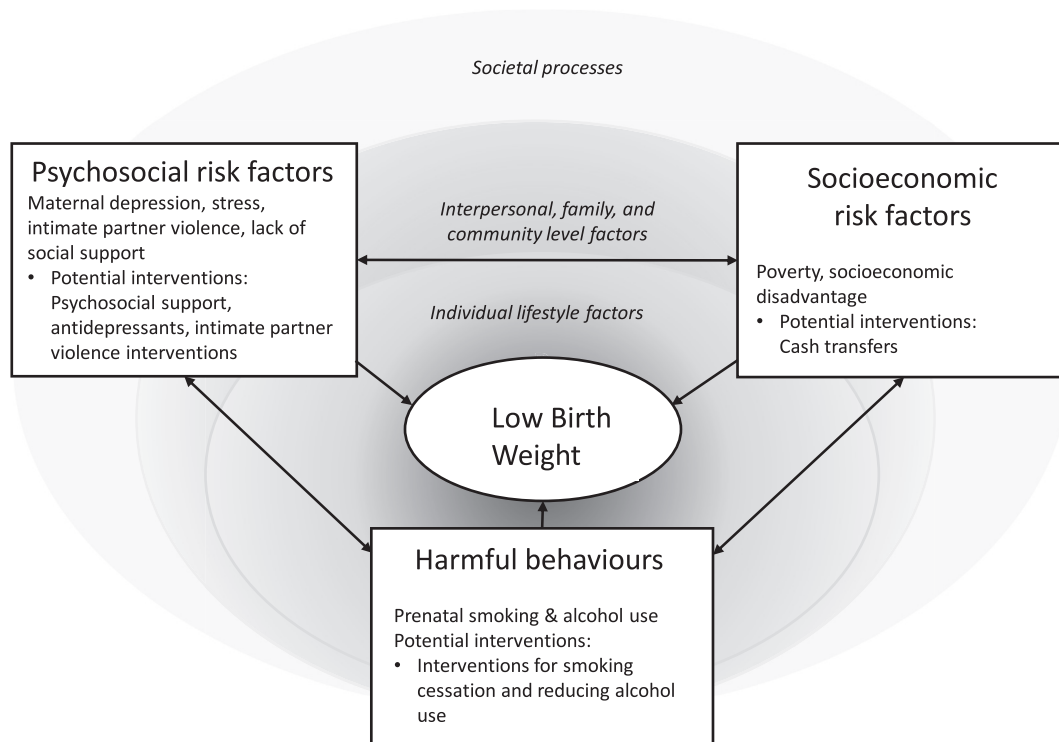 Societal processes
Psychosocial risk factors
Maternal depression, stress,
intimate partner violence, lack of
social support
• Potential interventions:
Psychosocial support,
antidepressants, intimate partner
violence interventions
Interpersonal, family, and
community level factors
Individual lifestyle factors
Socioeconomic
risk factors
Poverty, socioeconomic
disadvantage
• Potential interventions:
Cash transfers
Low Birth
Weight
Harmful behaviours
Prenatal smoking & alcohol use
Potential interventions:
• Interventions for smoking
cessation and reducing alcohol
use